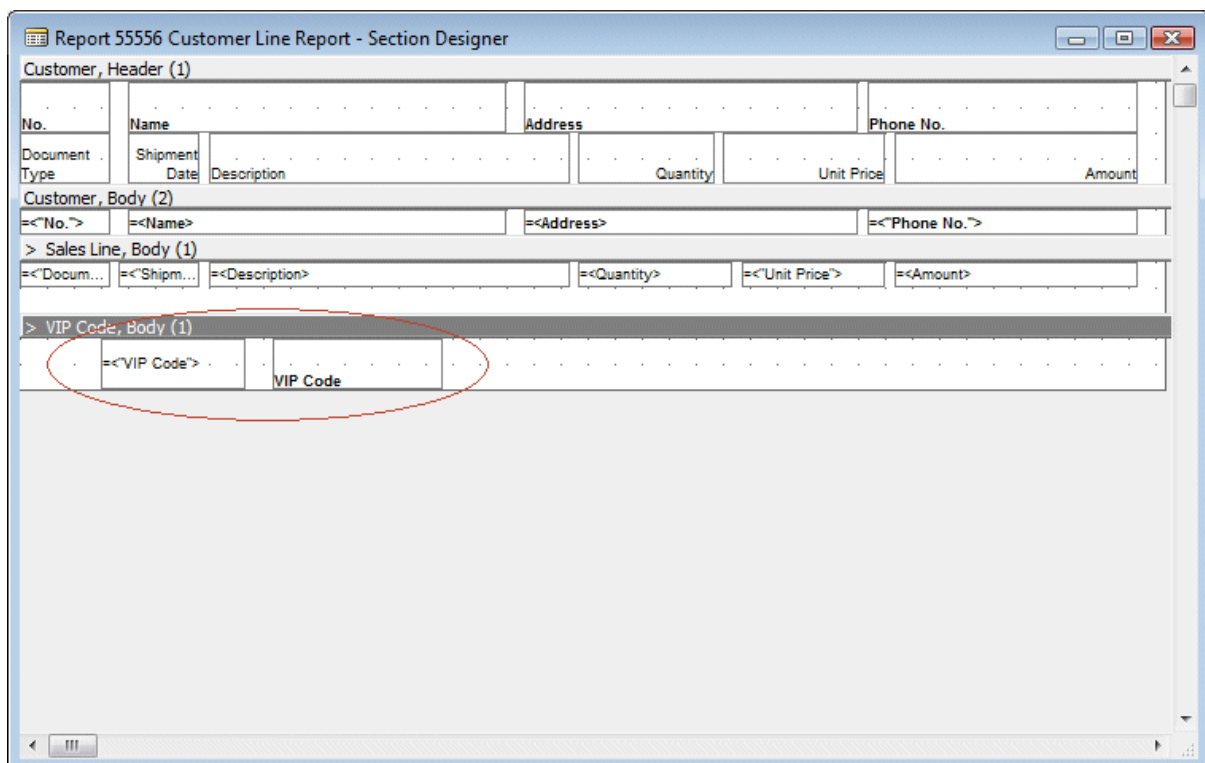 Report 55556 Customer Line Report - Section Designer
Customer, Header (1)
No. Name Address Phone No.
Document Type Shipment Date Description Quantity Unit Price Amount
Customer, Body (2)
=<"No."> =<Name> =<Address> =<"Phone No.">
> Sales Line, Body (1)
=<"Docum... =<"Shipm... =<Description> =<Quantity> =<"Unit Price"> =<Amount>
> VIP Code, Body (1)
=<"VIP Code">
VIP Code